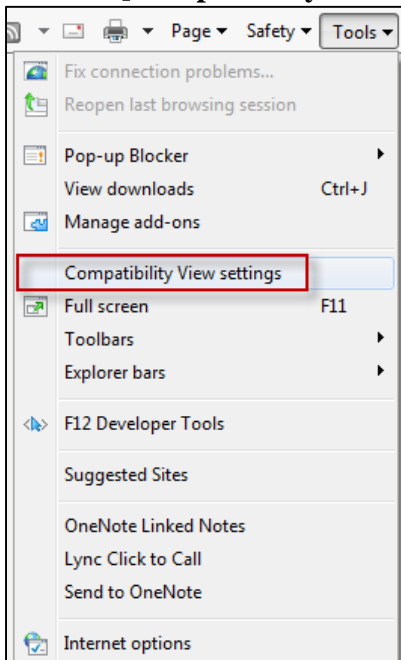 Page Safety Tools
Fix connection problems...
Reopen last browsing session
Pop-up Blocker
View downloads Ctrl+J
Manage add-ons
Compatibility View settings
Full screen F11
Toolbars
Explorer bars
F12 Developer Tools
Suggested Sites
OneNote Linked Notes
Lync Click to Call
Send to OneNote
Internet options